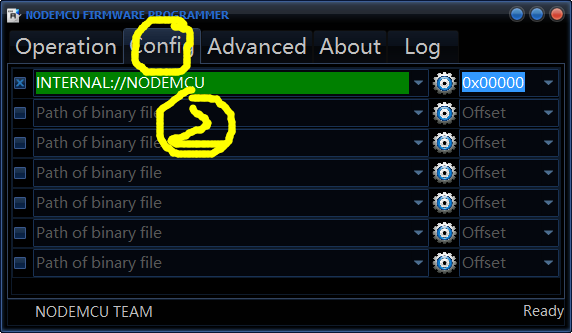 NODEMCU FIRMWARE PROGRAMMER
Operation Config Advanced About Log
INTERNAL://NODEMCU 0x00000
Path of binary file Offset
Path of binary file Offset
Path of binary file Offset
Path of binary file Offset
Path of binary file Offset
Path of binary file Offset
2
NODEMCU TEAM Ready